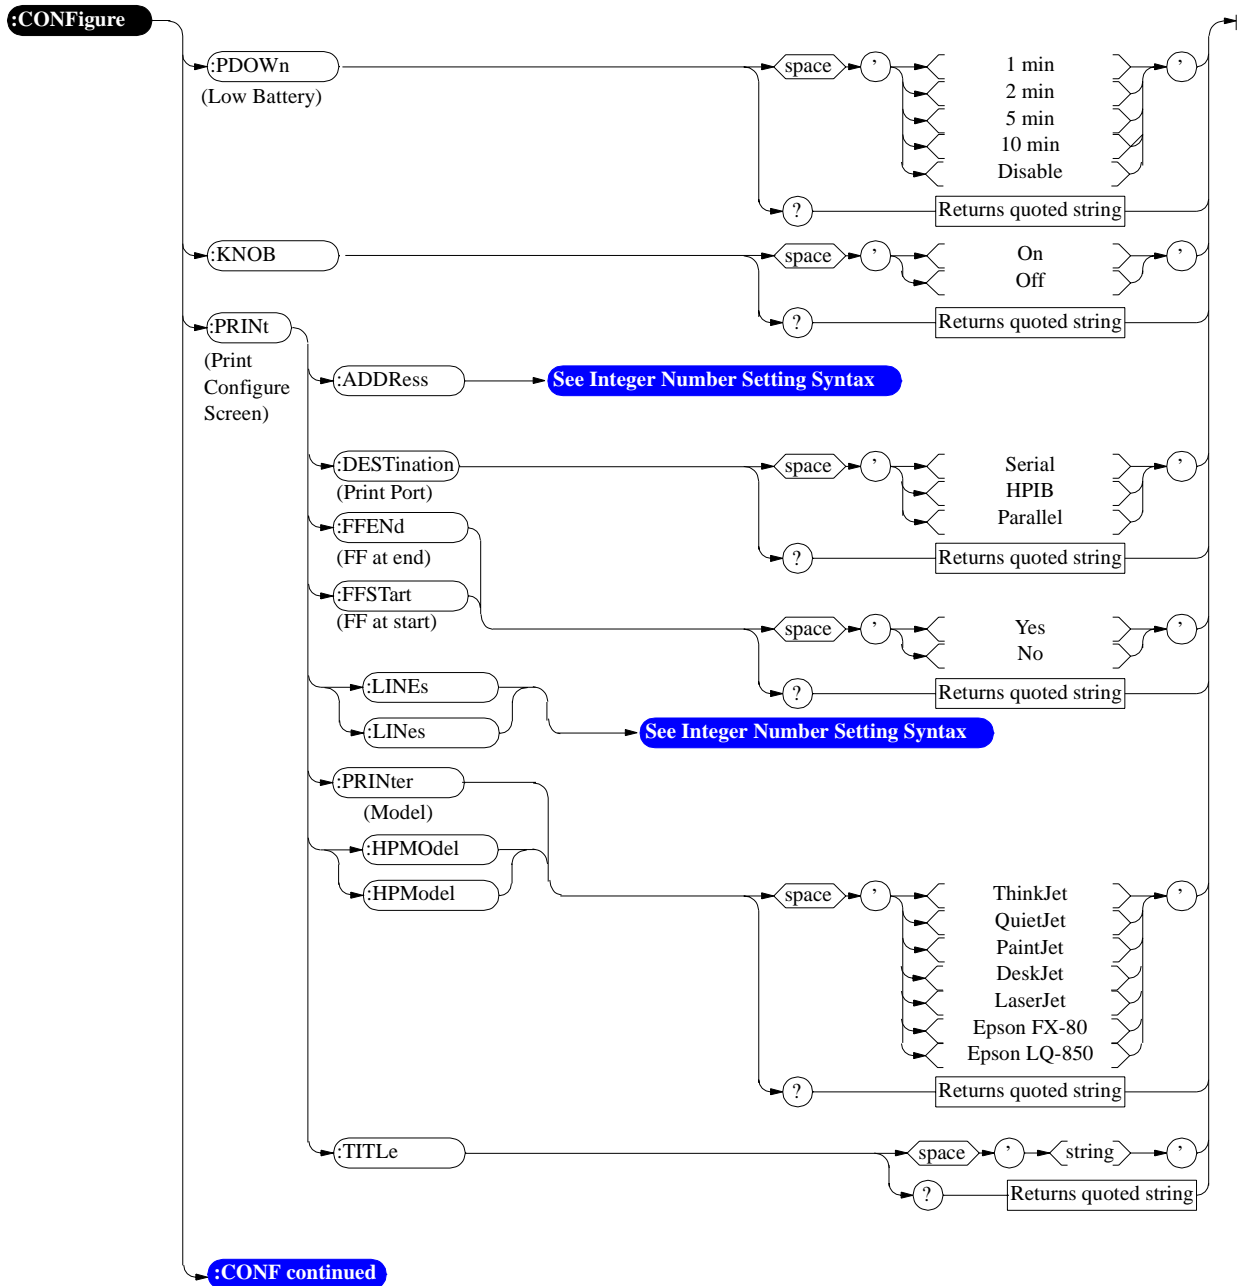 :CONFigure
:PDOWn
(Low Battery)
space ’ 1 min ’
2 min
5 min
10 min
Disable
? Returns quoted string
:KNOB
space ’ On ’
Off
? Returns quoted string
:PRINt
(Print
Configure
Screen)
:ADDRess
See Integer Number Setting Syntax
:DESTination
(Print Port)
space ’ Serial ’
HPIB
Parallel
? Returns quoted string
:FFENd
(FF at end)
:FFSTart
(FF at start)
space ’ Yes ’
No
? Returns quoted string
:LINEs
:LINes
See Integer Number Setting Syntax
:PRINter
(Model)
:HPMOdel
:HPModel
space ’ ThinkJet ’
QuietJet
PaintJet
DeskJet
LaserJet
Epson FX-80
Epson LQ-850
? Returns quoted string
:TITLe
space ’ string ’
? Returns quoted string
:CONF continued